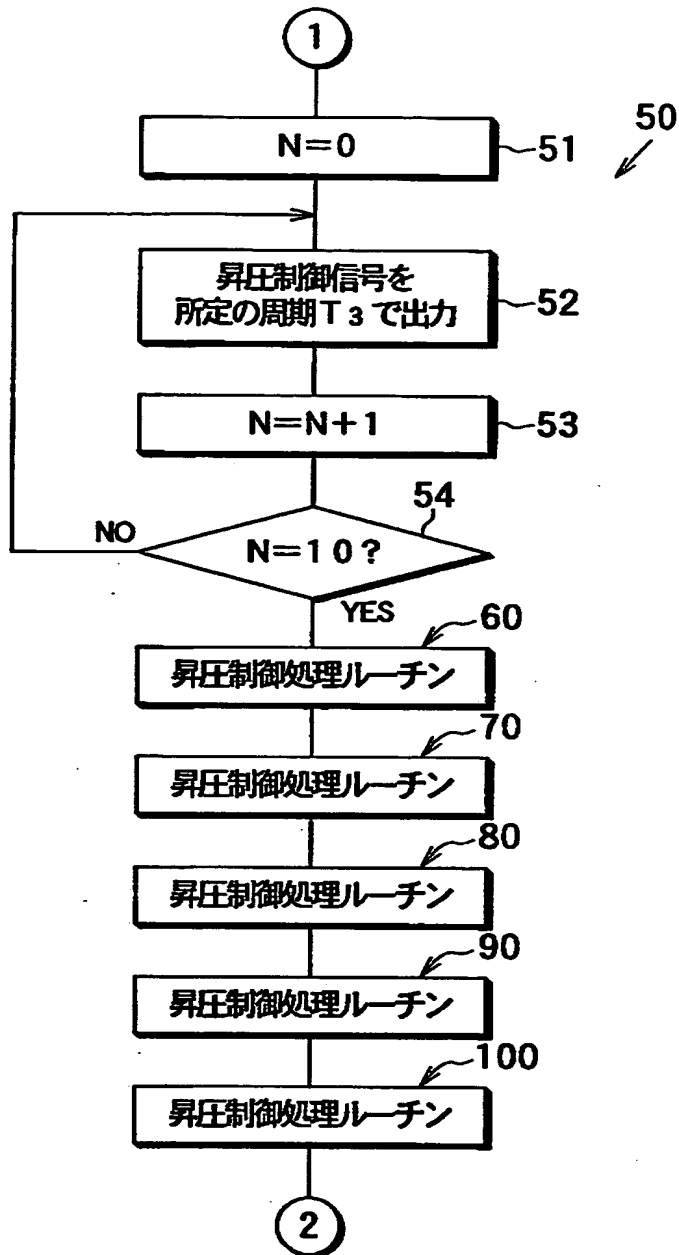 1
N=0
51
50
昇圧制御信号を
所定の周期T3で出力
52
N=N+1
53
54
NO
N=10?
YES
60
昇圧制御処理ルーチン
70
昇圧制御処理ルーチン
80
昇圧制御処理ルーチン
90
昇圧制御処理ルーチン
100
昇圧制御処理ルーチン
2